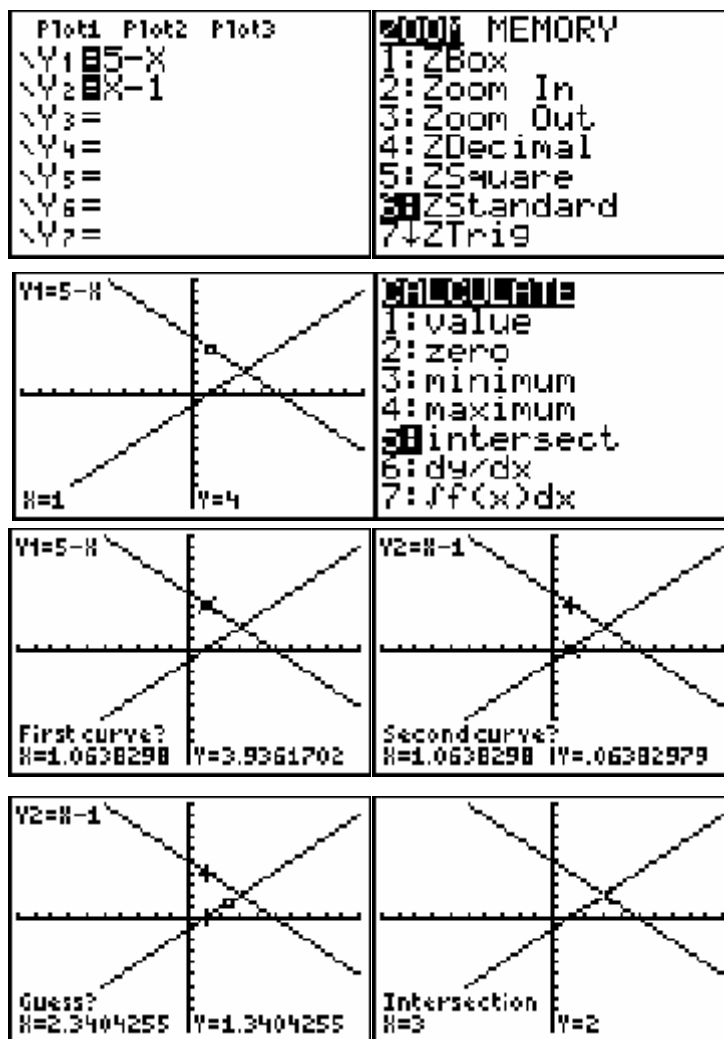 Plot1 Plot2 Plot3
\Y1=5-X
\Y2=X-1
\Y3=
\Y4=
\Y5=
\Y6=
\Y7=
ZOOM MEMORY
1:ZBox
2:Zoom In
3:Zoom Out
4:ZDecimal
5:ZSquare
6:ZStandard
7↓ZTrig
Y1=5-X
X=1 Y=4
CALCULATE
1:value
2:zero
3:minimum
4:maximum
5:intersect
6:dy/dx
7:∫f(x)dx
Y1=5-X
First curve?
X=1.0638298 Y=3.9361702
Y2=X-1
Second curve?
X=1.0638298 Y=.06382979
Y2=X-1
Guess?
X=2.3404255 Y=1.3404255
Intersection
X=3 Y=2